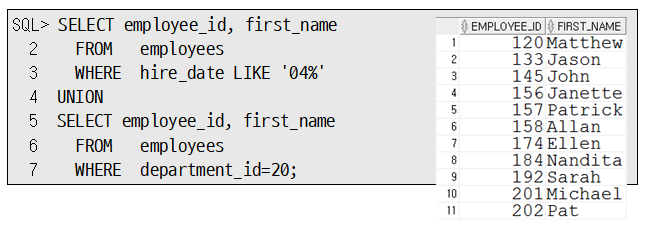 SQL> SELECT employee_id, first_name
2 FROM employees
3 WHERE hire_date LIKE '04%'
4 UNION
5 SELECT employee_id, first_name
6 FROM employees
7 WHERE department_id=20;
EMPLOYEE_ID FIRST_NAME
1 120 Matthew
2 133 Jason
3 145 John
4 156 Janette
5 157 Patrick
6 158 Allan
7 174 Ellen
8 184 Nandita
9 192 Sarah
10 201 Michael
11 202 Pat